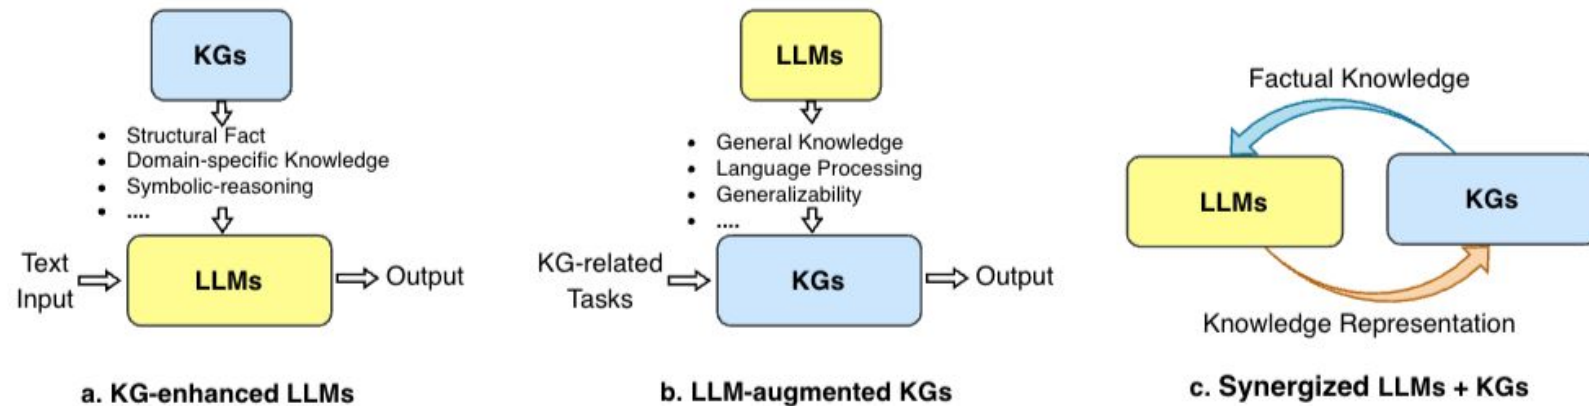 KGs
• Structural Fact
• Domain-specific Knowledge
• Symbolic-reasoning
• ....
Text
Input
LLMs
Output
a. KG-enhanced LLMs
LLMs
• General Knowledge
• Language Processing
• Generalizability
• ....
KG-related
Tasks
KGs
Output
b. LLM-augmented KGs
Factual Knowledge
LLMs
KGs
Knowledge Representation
c. Synergized LLMs + KGs